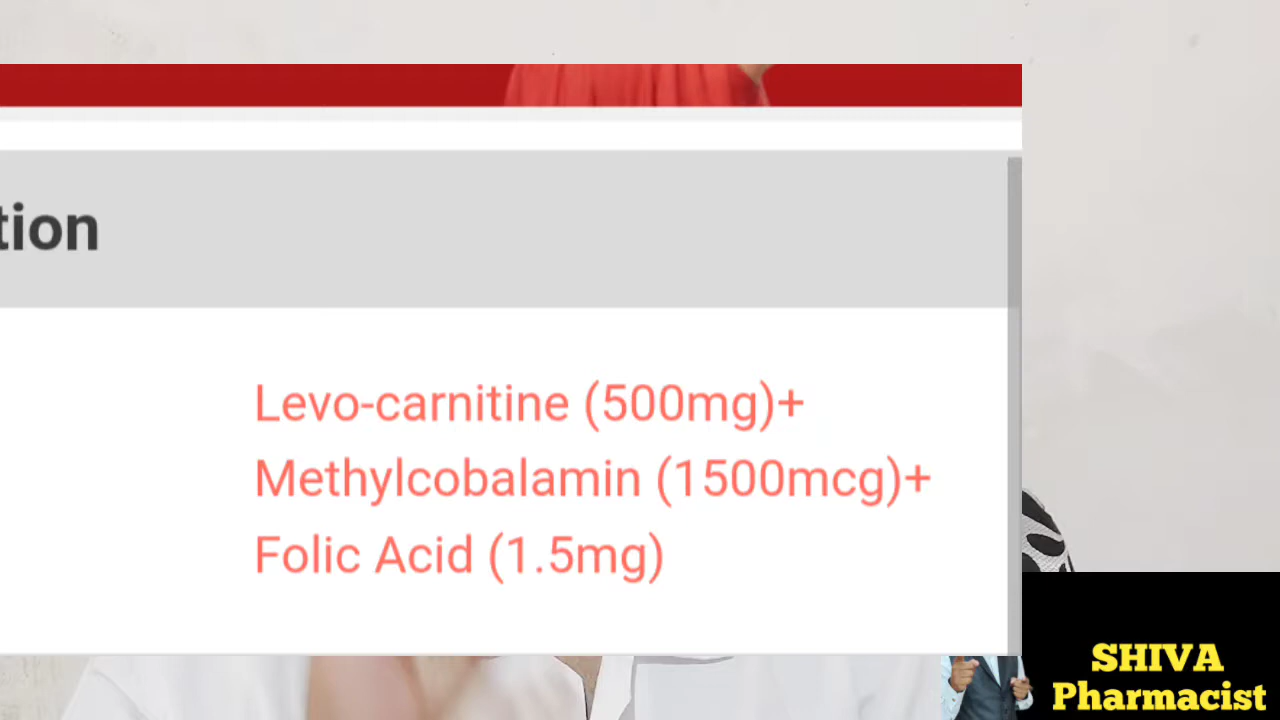 tion
Levo-carnitine (500mg)+
Methylcobalamin (1500mcg)+
Folic Acid (1.5mg)
SHIVA
Pharmacist